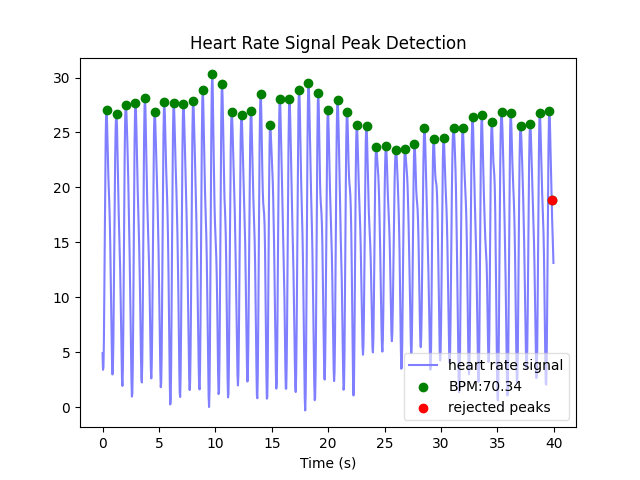 Heart Rate Signal Peak Detection
30
25
20
15
10
5
0
heart rate signal
BPM:70.34
rejected peaks
0 5 10 15 20 25 30 35 40
Time (s)